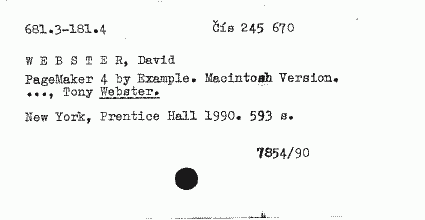 681.3-181.4 Čís 245 670
W E B S T E R, David
PageMaker 4 by Example. Macintosh Version.
..., Tony Webster.
New York, Prentice Hall 1990. 593 s.
7854/90